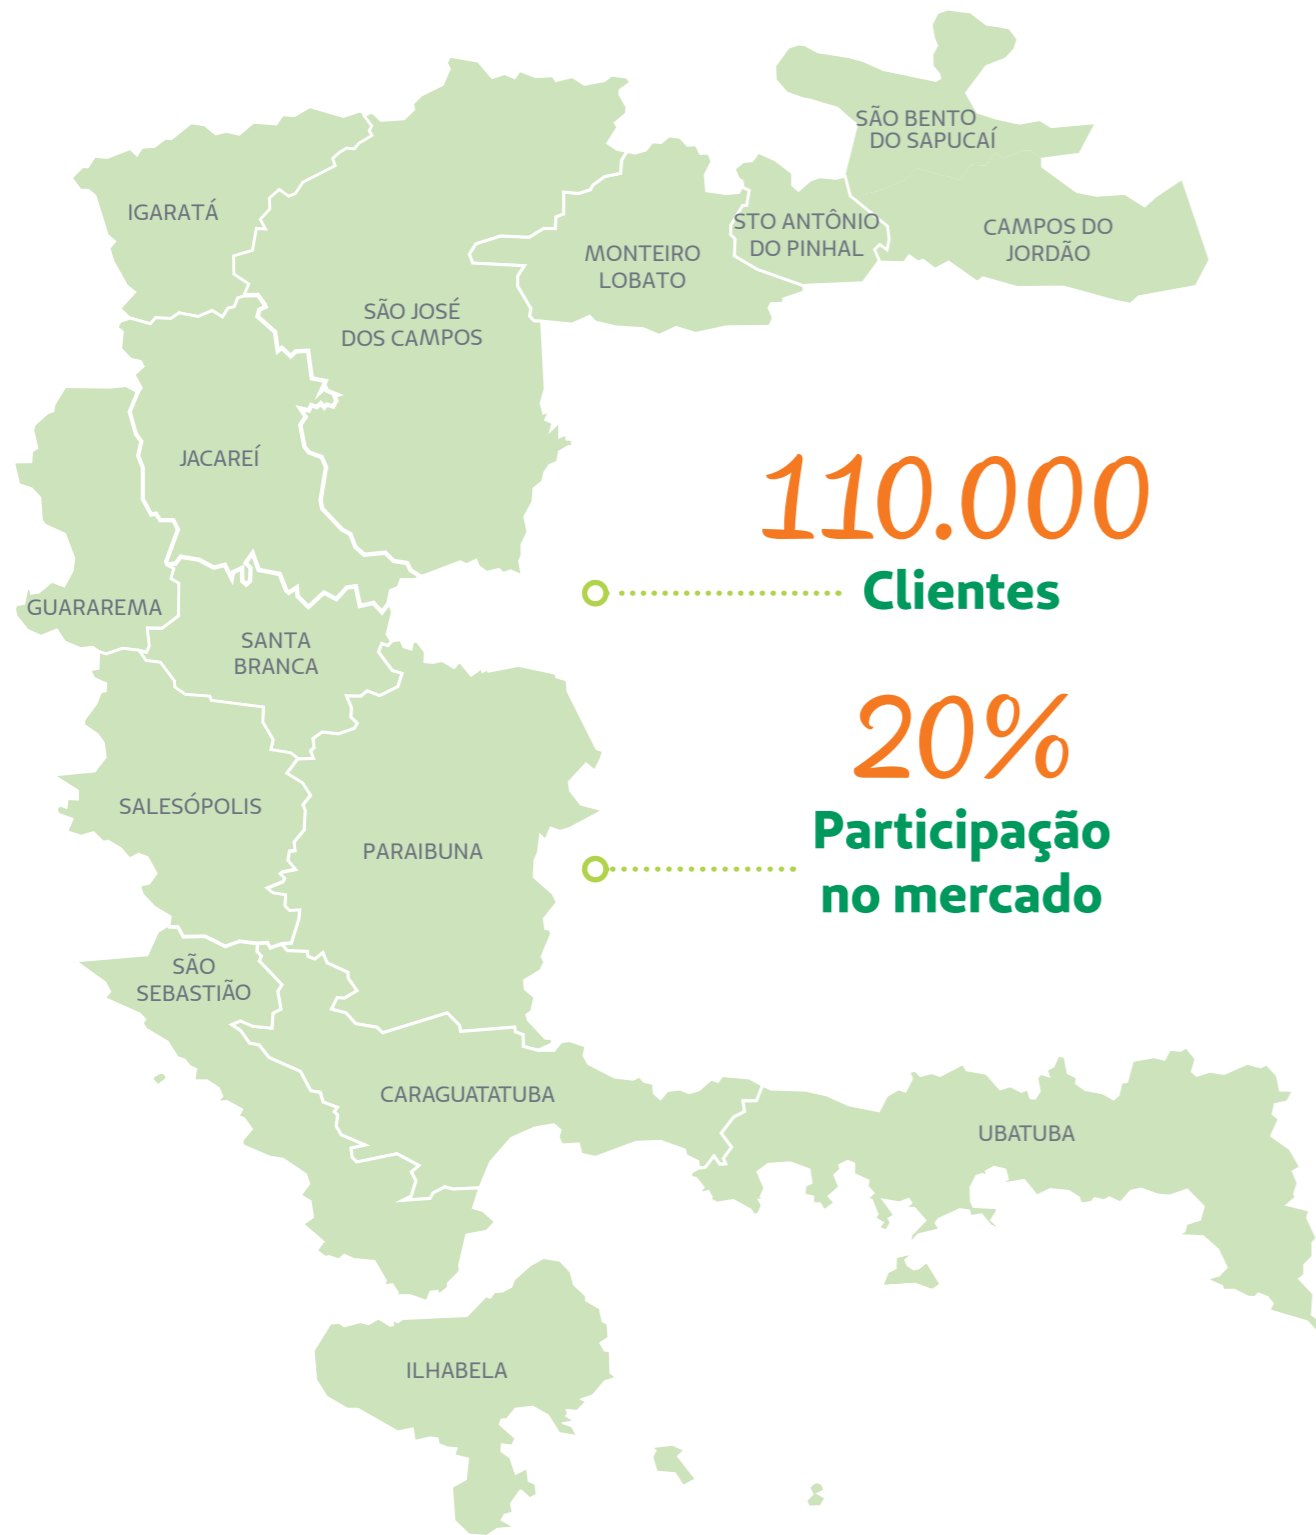 SÃO BENTO
DO SAPUCAÍ
IGARATÁ
STO ANTÔNIO
DO PINHAL
CAMPOS DO
JORDÃO
MONTEIRO
LOBATO
SÃO JOSÉ
DOS CAMPOS
JACAREÍ
110.000
Clientes
GUARAREMA
SANTA
BRANCA
20%
Participação
no mercado
SALESÓPOLIS
PARAIBUNA
SÃO
SEBASTIÃO
CARAGUATATUBA
UBATUBA
ILHABELA